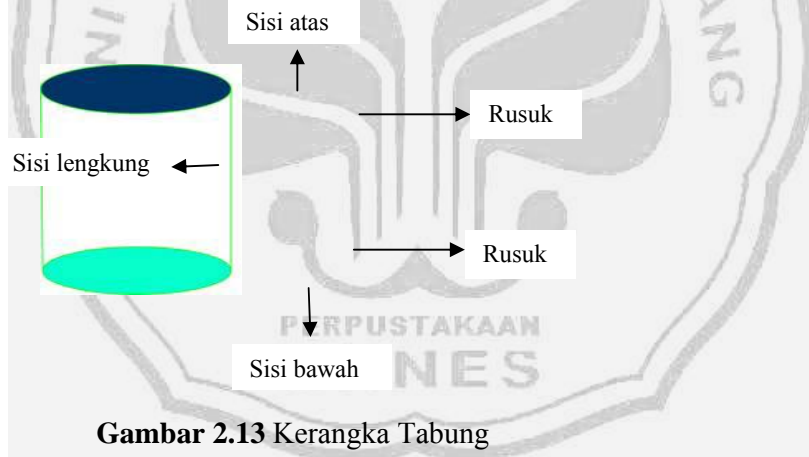 Sisi atas
Rusuk
Sisi lengkung
Rusuk
Sisi bawah
PERPUSTAKAAN
NES
Gambar 2.13 Kerangka Tabung